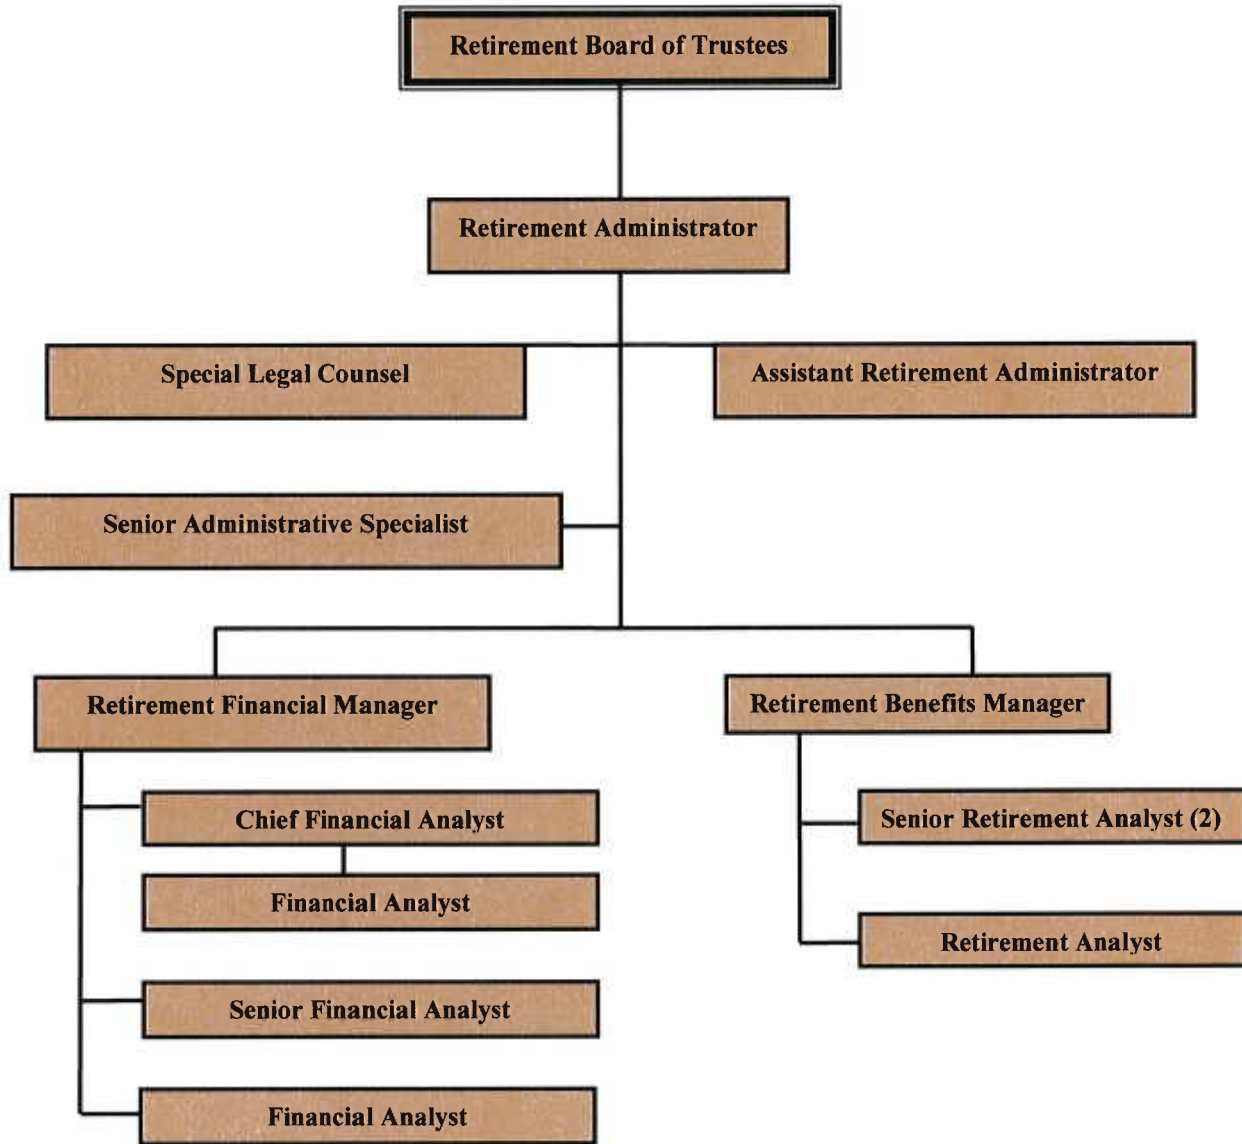 Retirement Board of Trustees
Retirement Administrator
Special Legal Counsel
Assistant Retirement Administrator
Senior Administrative Specialist
Retirement Financial Manager
Retirement Benefits Manager
Chief Financial Analyst
Senior Retirement Analyst (2)
Financial Analyst
Retirement Analyst
Senior Financial Analyst
Financial Analyst